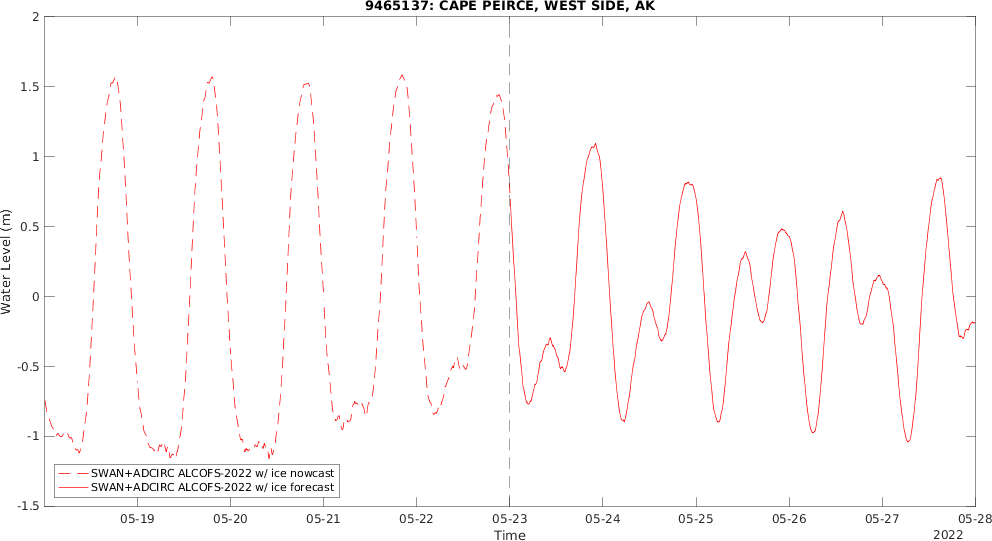 9465137: CAPE PEIRCE, WEST SIDE, AK
2
1.5
1
0.5
0
-0.5
-1
-1.5
Water Level (m)
SWAN+ADCIRC ALCOFS-2022 w/ ice nowcast
SWAN+ADCIRC ALCOFS-2022 w/ ice forecast
05-19 05-20 05-21 05-22 05-23 05-24 05-25 05-26 05-27 05-28
Time
2022